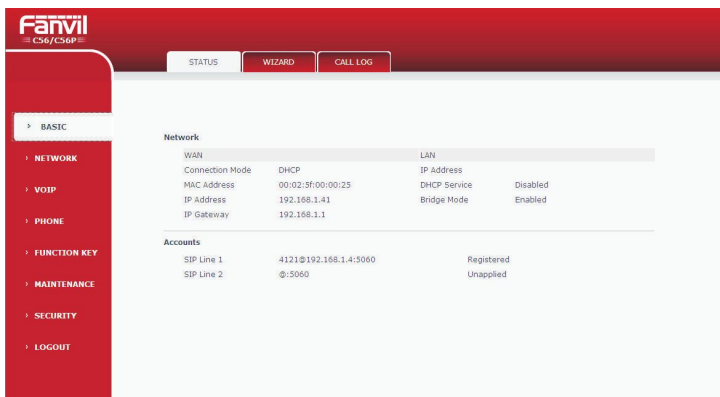 Fanvil
C56/C56P
STATUS WIZARD CALL LOG
BASIC
NETWORK
VOIP
PHONE
FUNCTION KEY
MAINTENANCE
SECURITY
LOGOUT
Network
WAN LAN
Connection Mode DHCP IP Address
MAC Address 00:02:5f:00:00:25 DHCP Service Disabled
IP Address 192.168.1.41 Bridge Mode Enabled
IP Gateway 192.168.1.1
Accounts
SIP Line 1 4121@192.168.1.4:5060 Registered
SIP Line 2 @:5060 Unapplied